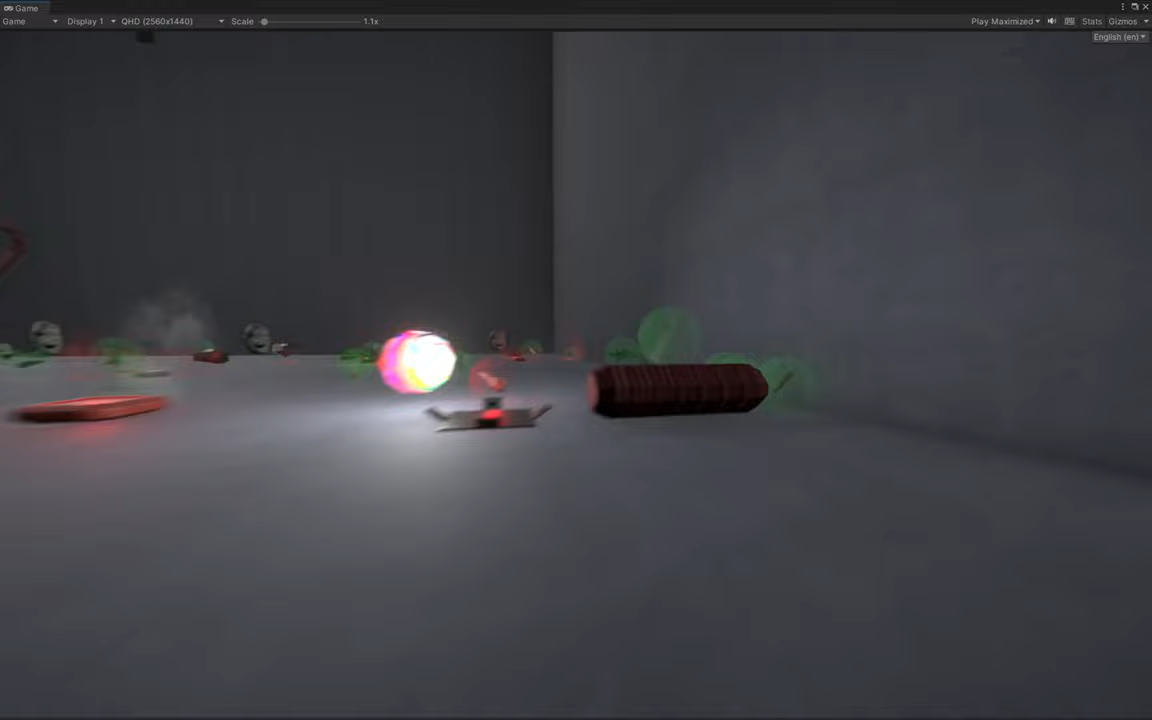 Game
Game Display 1 QHD (2560x1440) Scale 1.1x Play Maximized Stats Gizmos
English (en)